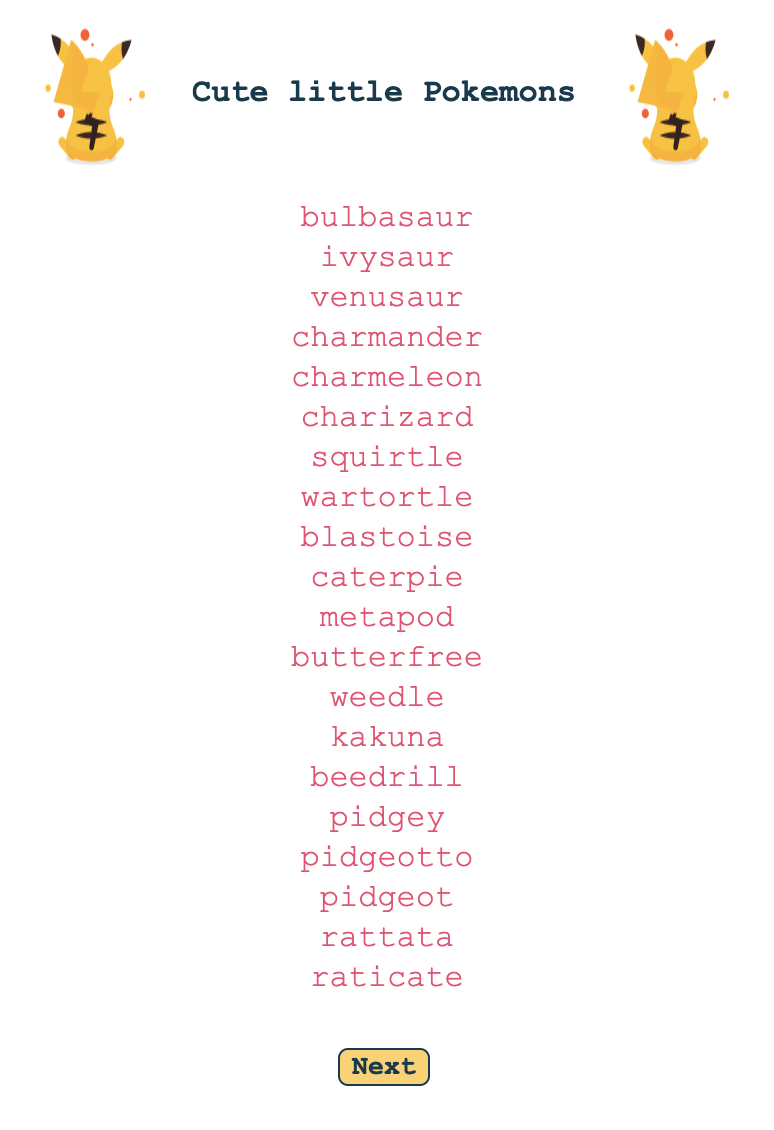 Cute little Pokemons
bulbasaur
ivysaur
venusaur
charmander
charmeleon
charizard
squirtle
wartortle
blastoise
caterpie
metapod
butterfree
weedle
kakuna
beedrill
pidgey
pidgeotto
pidgeot
rattata
raticate
Next